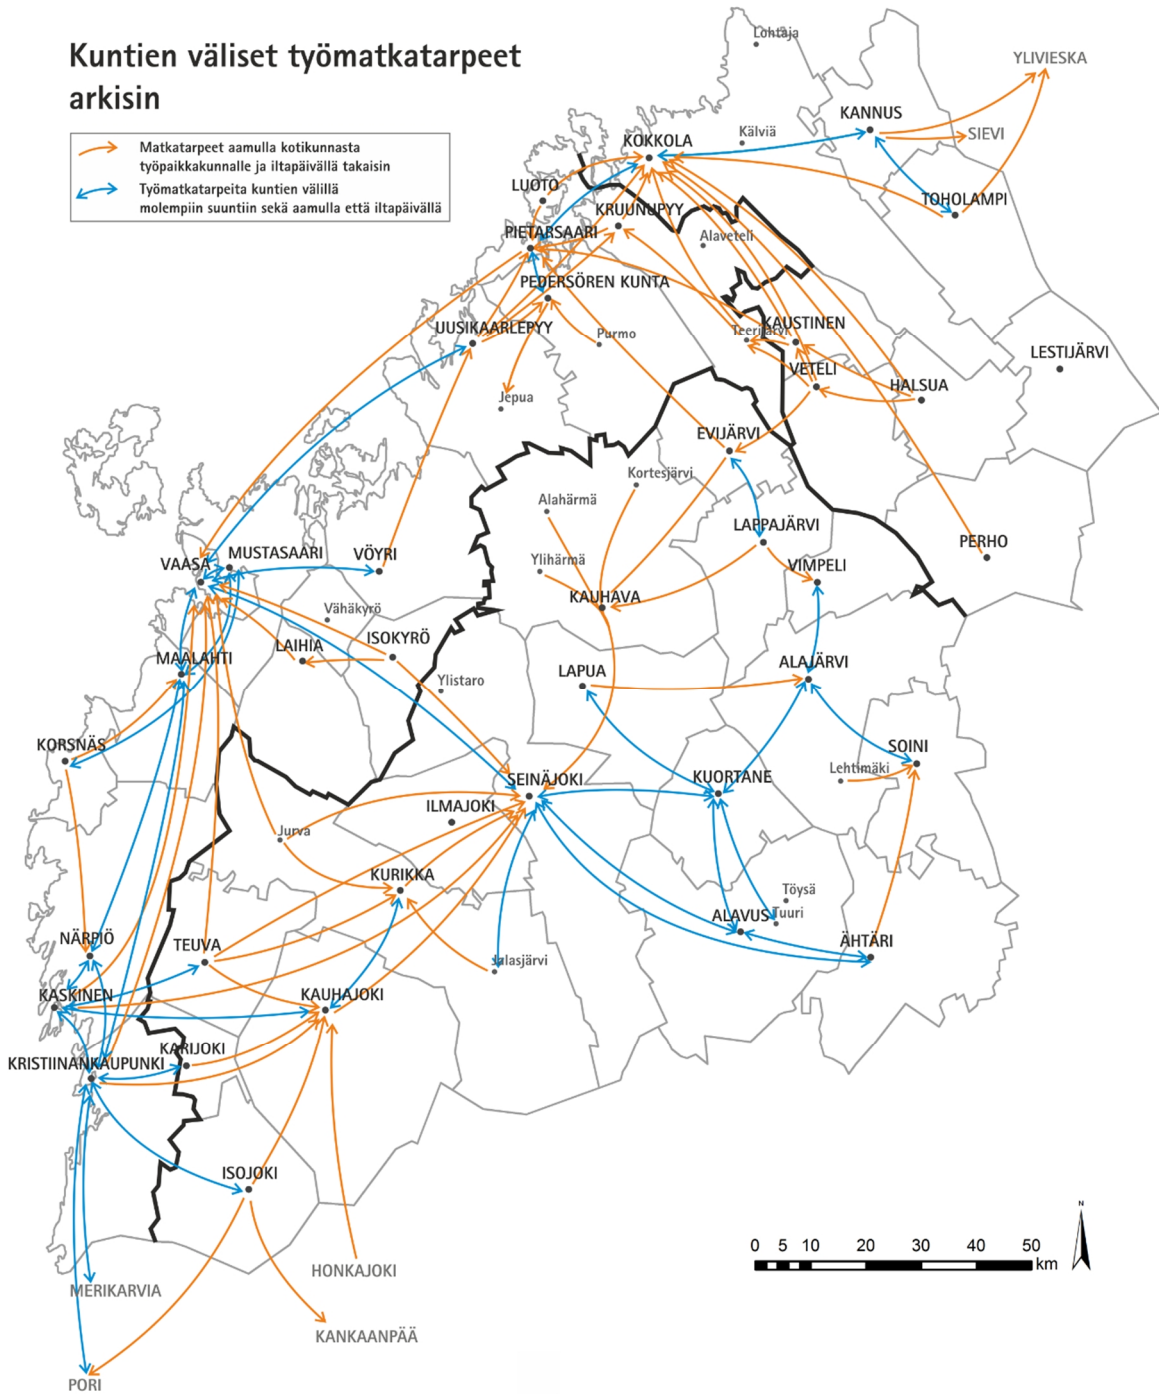 Kuntien väliset työmatkatarpeet
arkisin
Matkatarpeet aamulla kotikunnasta
työpaikkakunnalle ja iltapäivällä takaisin
Työmatkatarpeita kuntien välillä
molempiin suuntiin sekä aamulla että iltapäivällä
Lohtaja
YLIVIESKA
KANNUS
SIEVI
Kälviä
KOKKOLA
LUOTO
TOHOLAMPI
KRUUNUPYY
PIETARSAARI
Alaveteli
PEDERSÖREN KUNTA
UUSIKAARLEPYY
Purmo
Teerijärvi
KAUSTINEN
LESTIJÄRVI
VETELI
HALSUA
Jepua
EVIJÄRVI
Kortesjärvi
Alahärmä
LAPPAJÄRVI
PERHO
MUSTASAARI
VÖYRI
VAASA
Ylihärmä
VIMPELI
KAUHAVA
Vähäkyrö
ISOKYRÖ
LAIHIA
MAALAHTI
LAPUA
ALAJÄRVI
Ylistaro
KORSNÄS
SOINI
Lehtimäki
SEINÄJOKI
KUORTANE
ILMAJOKI
Jurva
KURIKKA
Töysä
Tuuri
ALAVUS
NÄRPIÖ
TEUVA
ÄHTÄRI
Jalasjärvi
KASKINEN
KAUHAJOKI
KARIJOKI
KRISTIINANKAUPUNKI
ISOJOKI
N
0 5 10 20 30 40 50
km
HONKAJOKI
MERIKARVIA
KANKAANPÄÄ
PORI